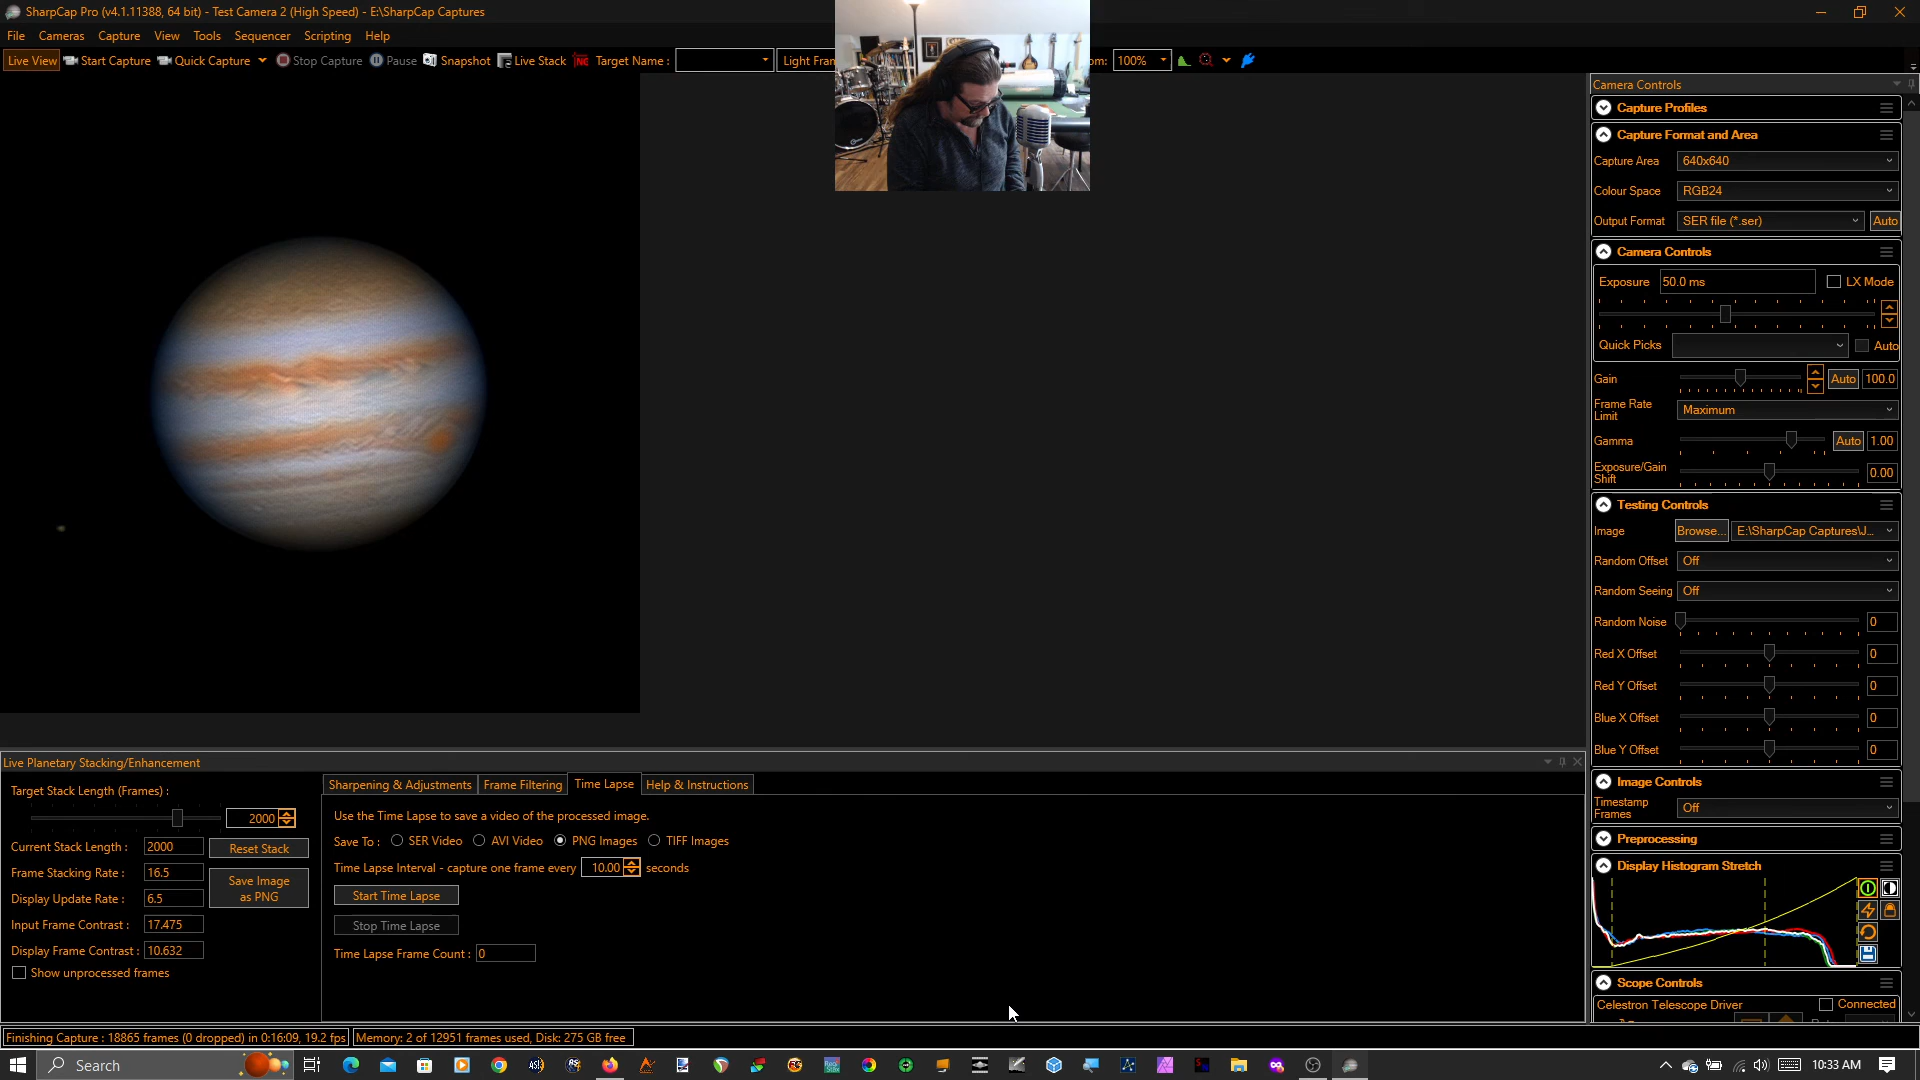 SharpCap Pro (v4.1.11388, 64 bit) - Test Camera 2 (High Speed) - E:\SharpCap Captures
File Cameras Capture View Tools Sequencer Scripting Help
Live View Start Capture Quick Capture Stop Capture Pause Snapshot Live Stack Target Name : Light Fran om: 100%
Camera Controls
Capture Profiles
Capture Format and Area
Capture Area 640x640
Colour Space RGB24
Output Format SER file (*.ser) Auto
Camera Controls
Exposure 50.0 ms LX Mode
Quick Picks Auto
Gain Auto 100.0
Frame Rate Limit Maximum
Gamma Auto 1.00
Exposure/Gain Shift 0.00
Testing Controls
Image Browse... E:\SharpCap Captures\J...
Random Offset Off
Random Seeing Off
Random Noise 0
Red X Offset 0
Red Y Offset 0
Blue X Offset 0
Blue Y Offset 0
Image Controls
Timestamp Frames Off
Preprocessing
Display Histogram Stretch
Scope Controls
Celestron Telescope Driver Connected
Live Planetary Stacking/Enhancement
Target Stack Length (Frames) :
2000
Current Stack Length : 2000 Reset Stack
Frame Stacking Rate : 16.5
Save Image as PNG
Display Update Rate : 6.5
Input Frame Contrast : 17.475
Display Frame Contrast : 10.632
Show unprocessed frames
Sharpening & Adjustments Frame Filtering Time Lapse Help & Instructions
Use the Time Lapse to save a video of the processed image.
Save To : SER Video AVI Video PNG Images TIFF Images
Time Lapse Interval - capture one frame every 10.00 seconds
Start Time Lapse
Stop Time Lapse
Time Lapse Frame Count : 0
Finishing Capture : 18865 frames (0 dropped) in 0:16:09, 19.2 fps Memory: 2 of 12951 frames used, Disk: 275 GB free
Search 10:33 AM